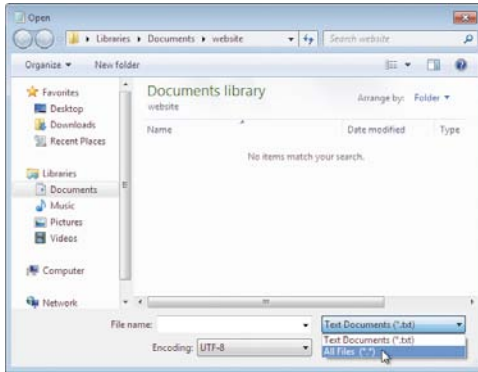 Open
Libraries ▸ Documents ▸ website
Search website
Organize
New folder
Favorites
Desktop
Downloads
Recent Places
Libraries
Documents
Music
Pictures
Videos
Computer
Network
Documents library
website
Arrange by: Folder
Name Date modified Type
No items match your search.
File name:
Text Documents (*.txt)
Text Documents (*.txt)
All Files (*.*)
Encoding: UTF-8